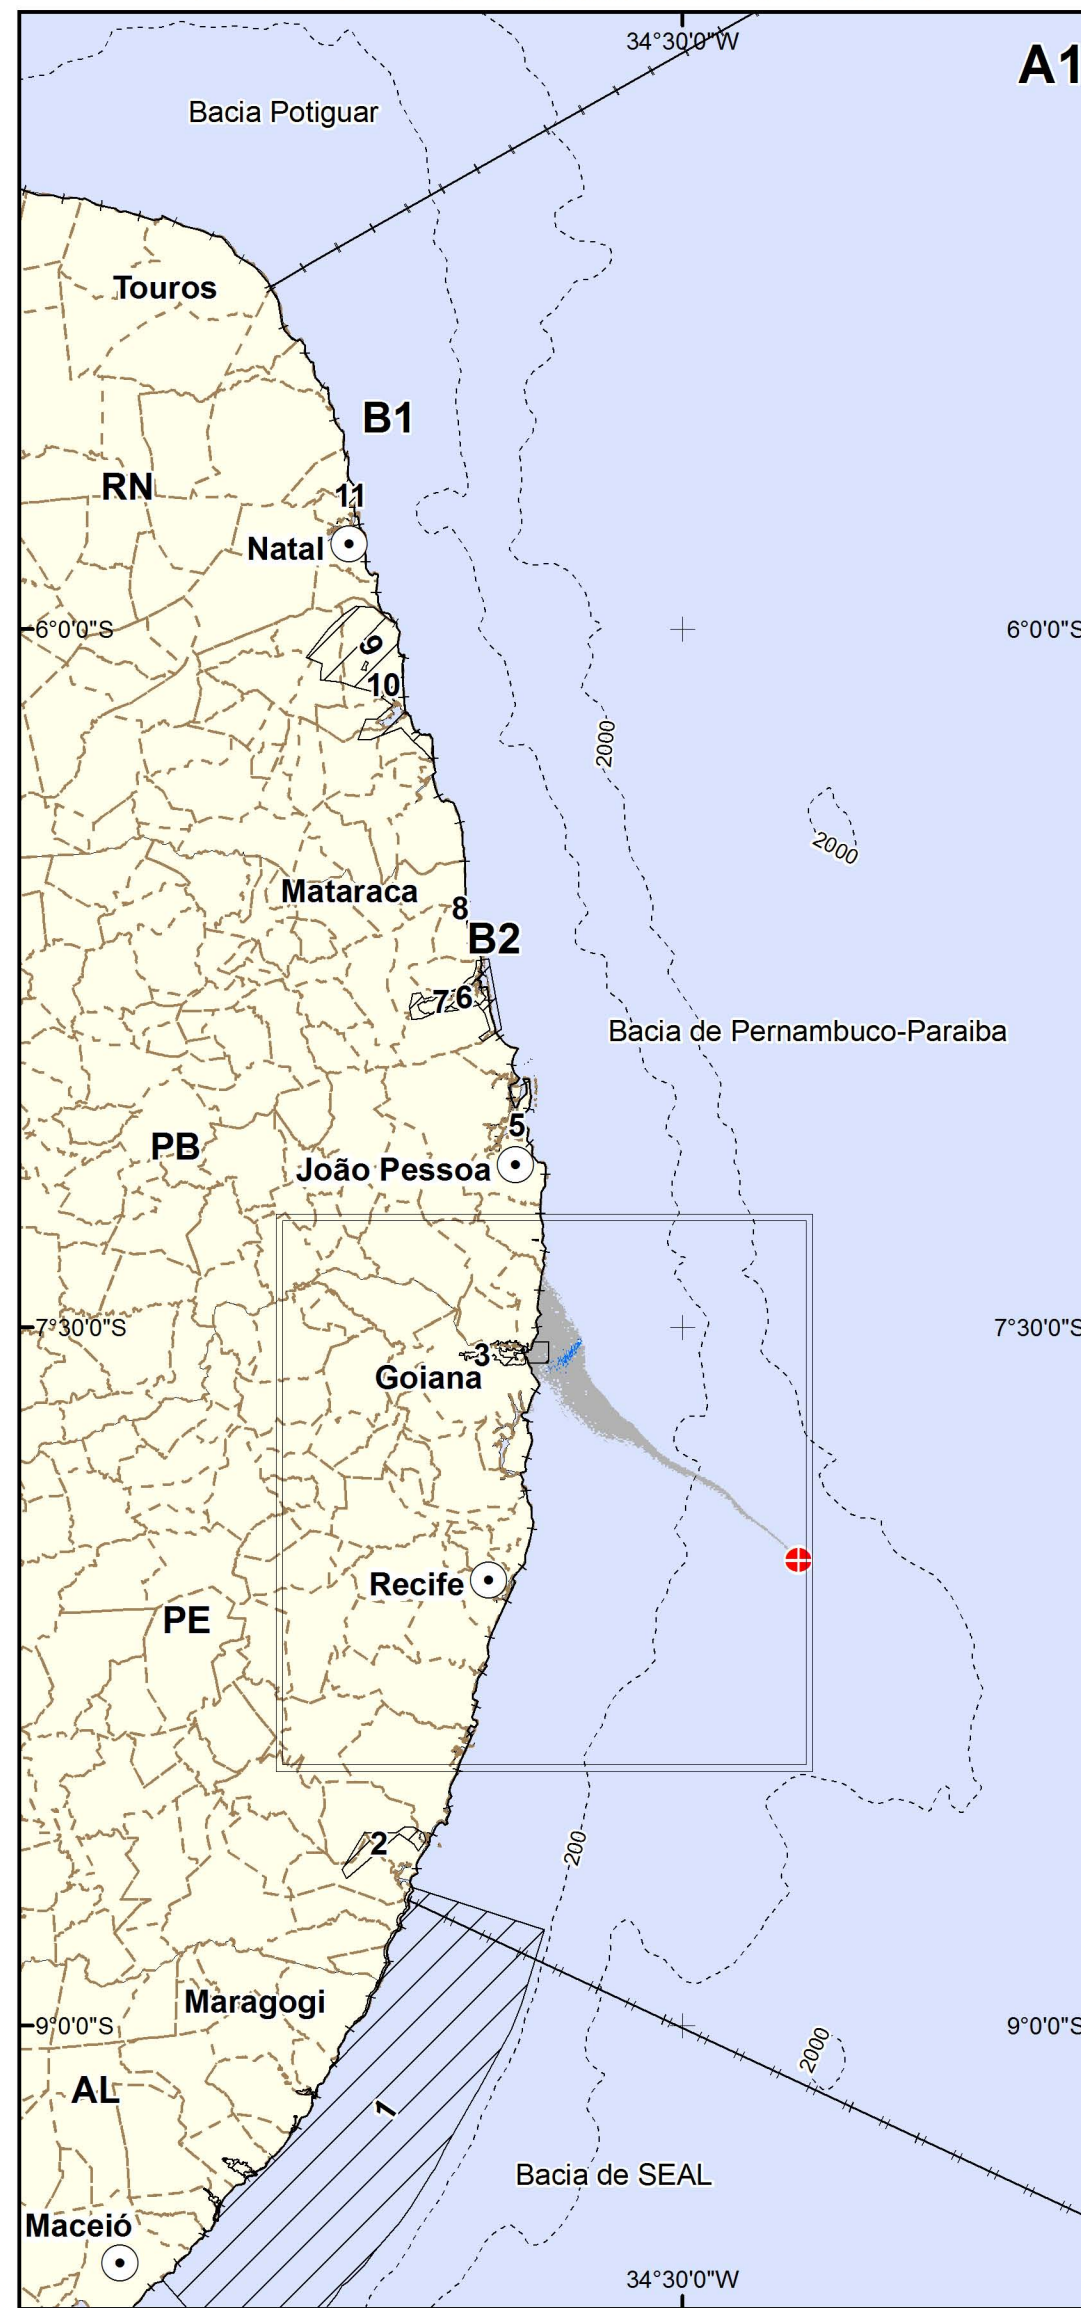 34°30'0"W
A1
Bacia Potiguar
Touros
B1
RN
11
Natal
6°0'0"S
6°0'0"S
9
10
2000
2000
Mataraca
8
B2
7
6
Bacia de Pernambuco-Paraiba
5
PB
João Pessoa
7°30'0"S
7°30'0"S
3
Goiana
Recife
PE
2
200
Maragogi
9°0'0"S
9°0'0"S
2000
AL
1
Bacia de SEAL
Maceió
34°30'0"W